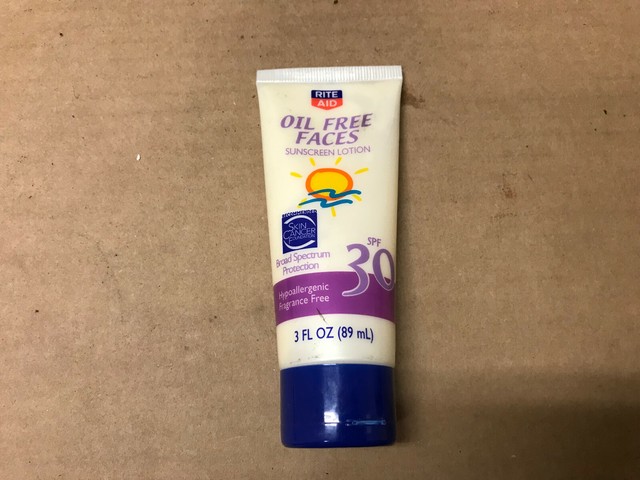 RITE
AID
OIL FREE
FACES
SUNSCREEN LOTION
SKIN
CANCER
FOUNDATION
SPF
30
Broad Spectrum
Protection
Hypoallergenic
Fragrance Free
3 FL OZ (89 mL)